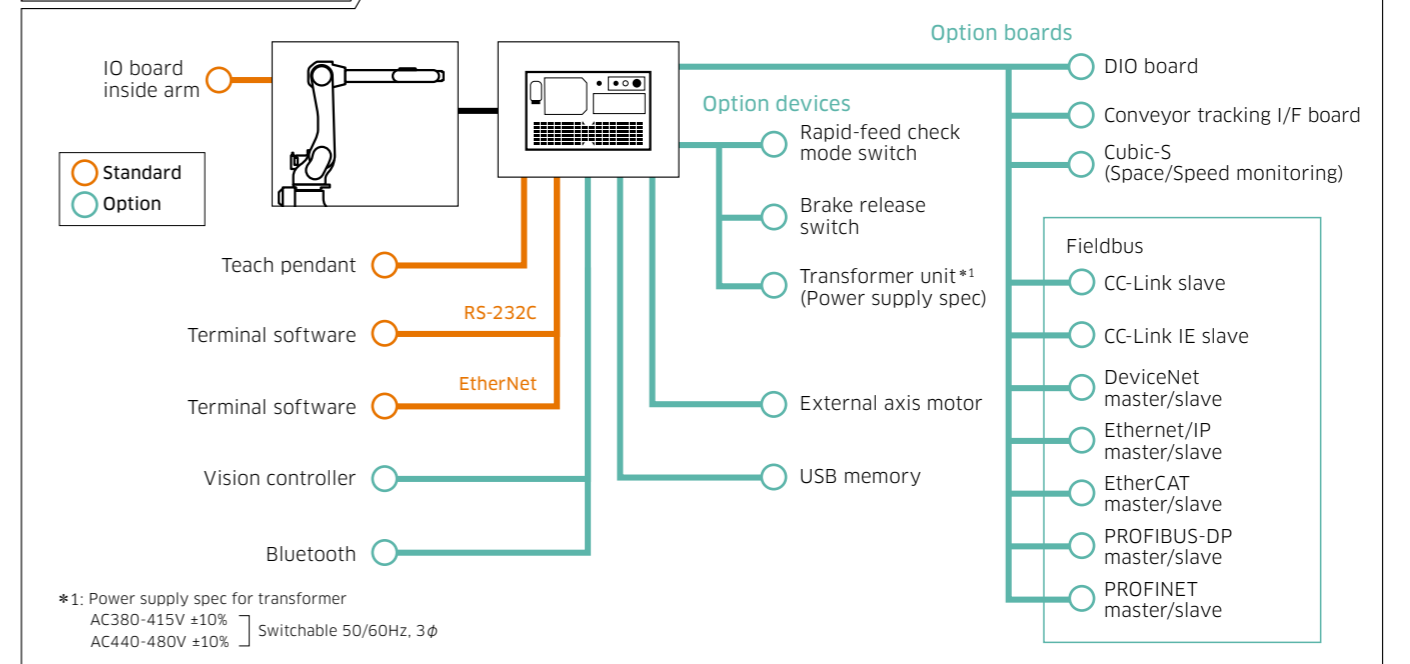 Option boards
IO board
inside arm
DIO board
Option devices
Conveyor tracking I/F board
Rapid-feed check
mode switch
Cubic-S
(Space/Speed monitoring)
Standard
Option
Brake release
switch
Fieldbus
Teach pendant
Transformer unit*1
(Power supply spec)
CC-Link slave
RS-232C
Terminal software
CC-Link IE slave
EtherNet
Terminal software
External axis motor
DeviceNet
master/slave
Ethernet/IP
master/slave
Vision controller
USB memory
EtherCAT
master/slave
Bluetooth
PROFIBUS-DP
master/slave
PROFINET
master/slave
*1: Power supply spec for transformer
AC380-415V ±10%
AC440-480V ±10%
Switchable 50/60Hz, 3φ